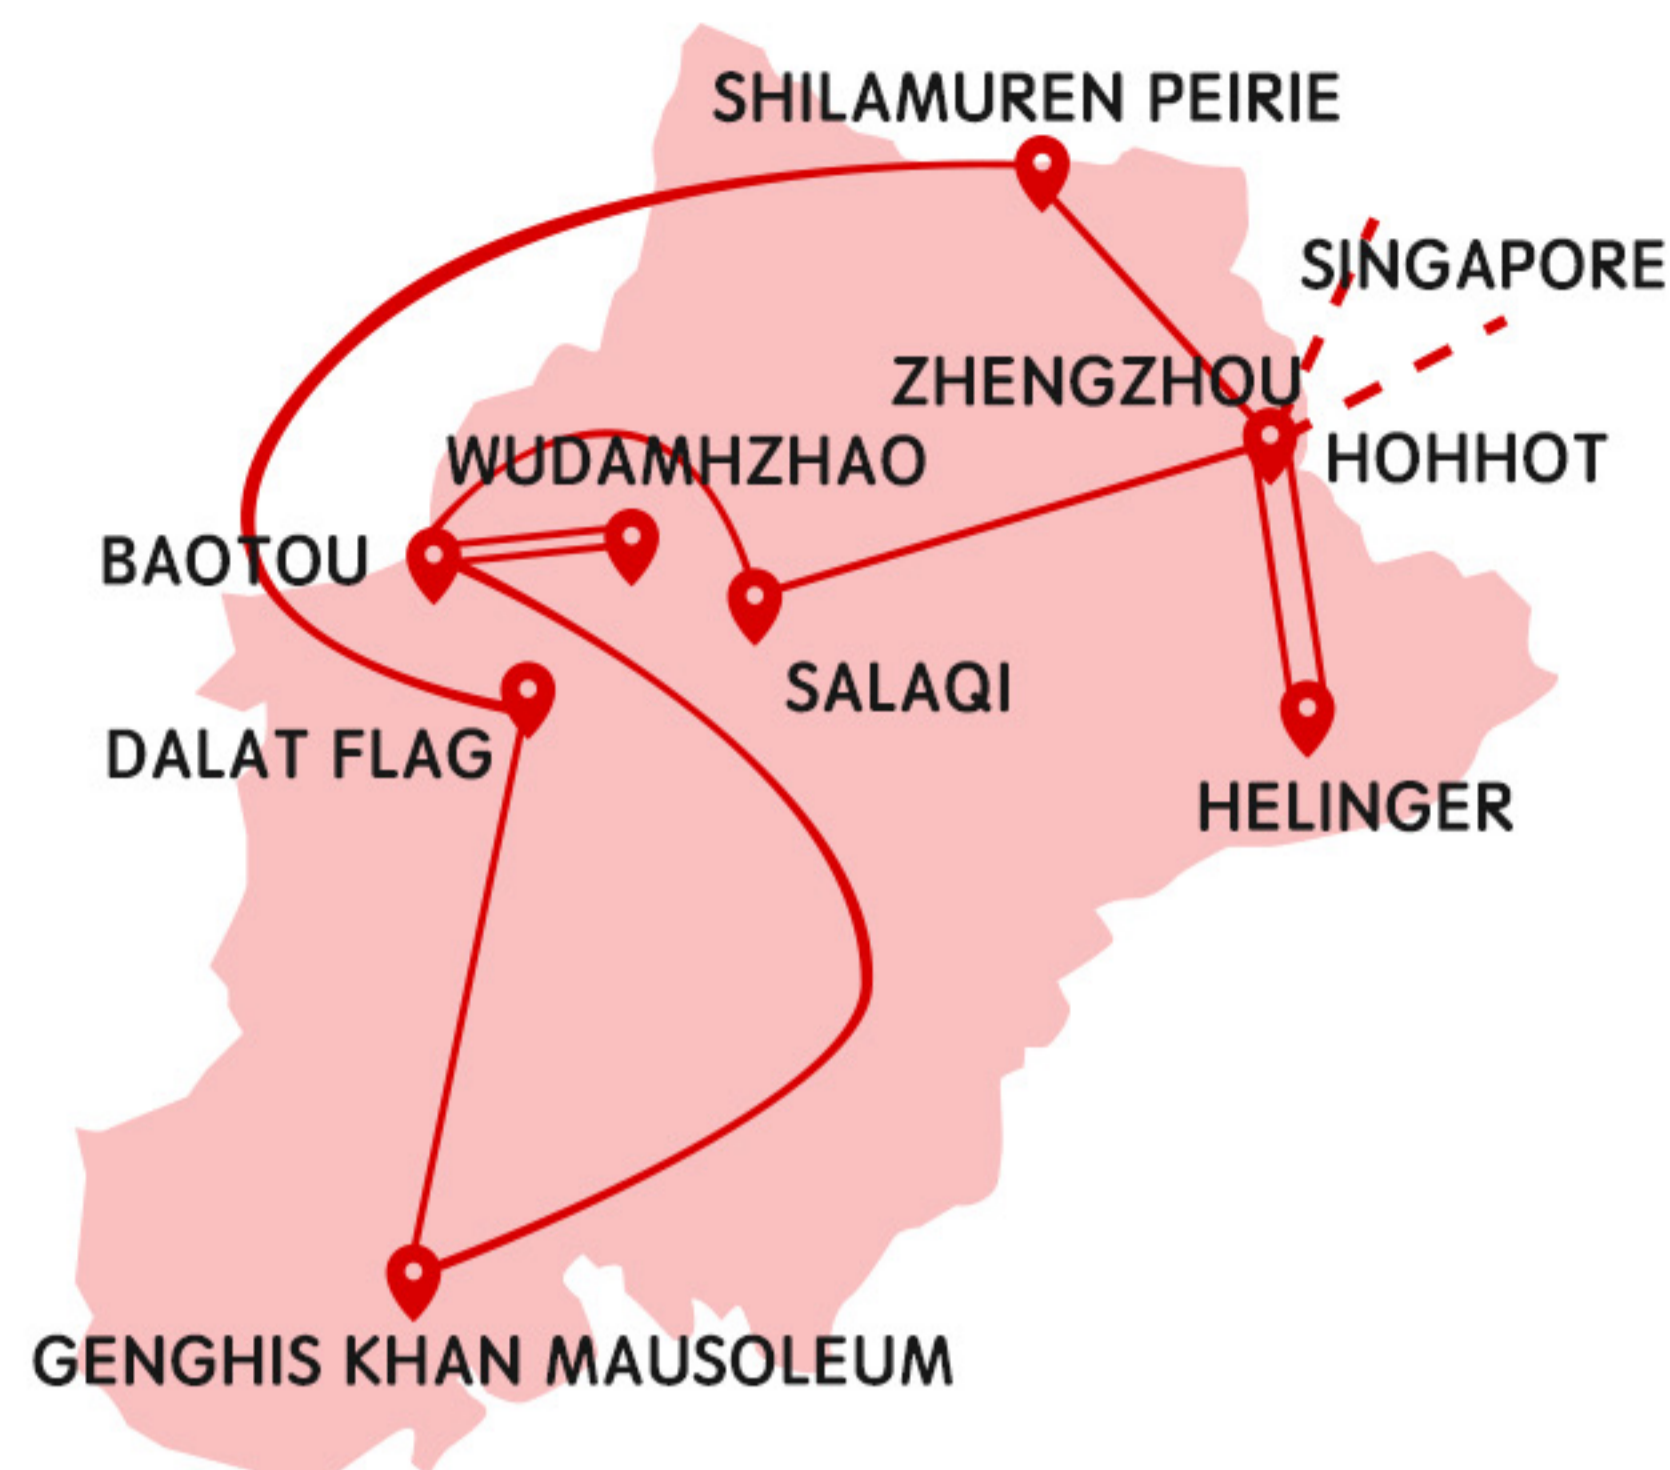 SHILAMUREN PEIRIE
SINGAPORE
ZHENGZHOU
WUDAMHZHAO
HOHHOT
BAOTOU
SALAQI
DALAT FLAG
HELINGER
GENGHIS KHAN MAUSOLEUM